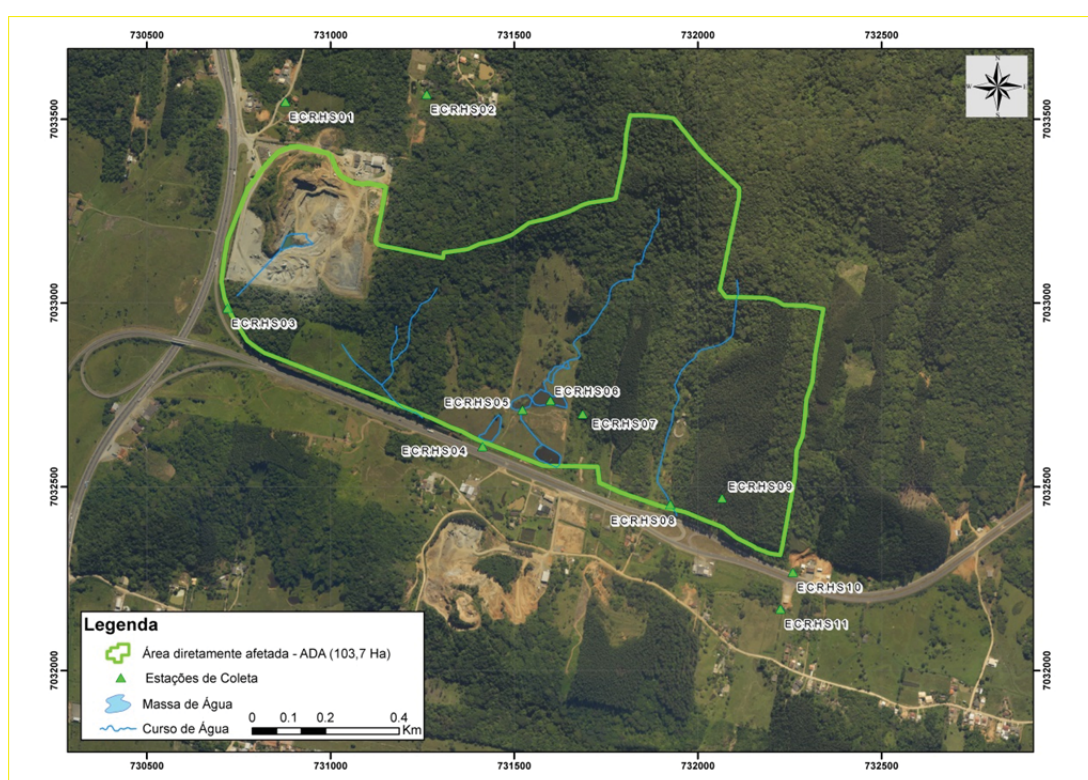 730500 731000 731500 732000 732500
N
7033500 7033500
ECRHS01
ECRHS02
7033000 7033000
ECRHS03
ECRHS06
ECRHS05
ECRHS07
ECRHS04
7032500 7032500
ECRHS09
ECRHS08
ECRHS10
ECRHS11
7032000 7032000
Legenda
Área diretamente afetada - ADA (103,7 Ha)
Estações de Coleta
Massa de Água
Curso de Água
0 0.1 0.2 0.4
Km
730500 731000 731500 732000 732500